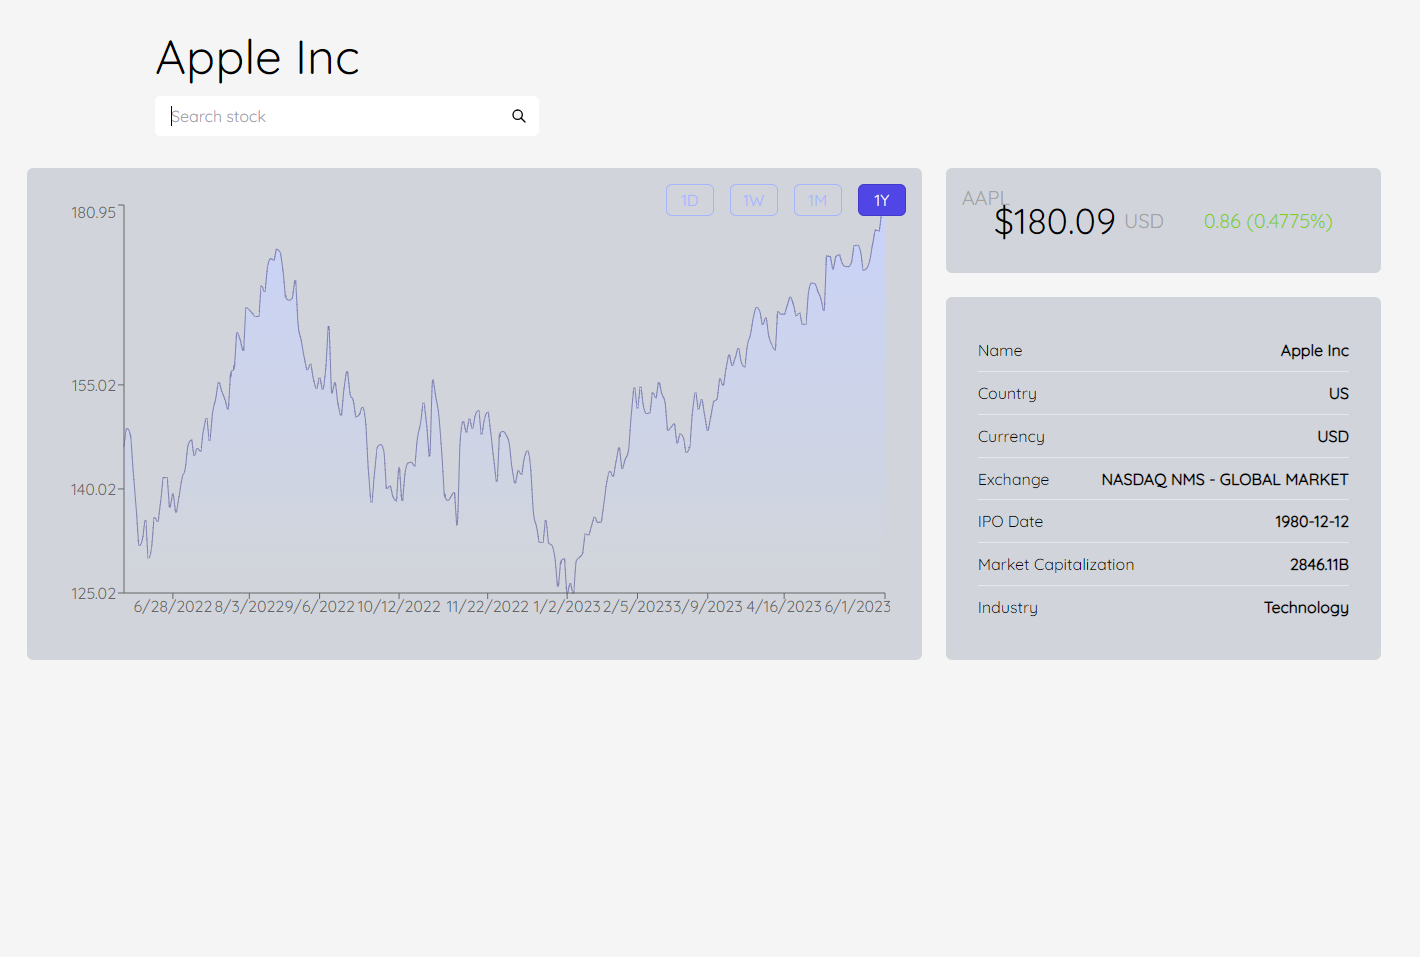 Apple Inc
Search stock
1D 1W 1M 1Y
180.95
155.02
140.02
125.02
6/28/2022 8/3/2022 9/6/2022 10/12/2022 11/22/2022 1/2/2023 2/5/2023 3/9/2023 4/16/2023 6/1/2023
AAPL
$180.09 USD 0.86 (0.4775%)
Name Apple Inc
Country US
Currency USD
Exchange NASDAQ NMS - GLOBAL MARKET
IPO Date 1980-12-12
Market Capitalization 2846.11B
Industry Technology